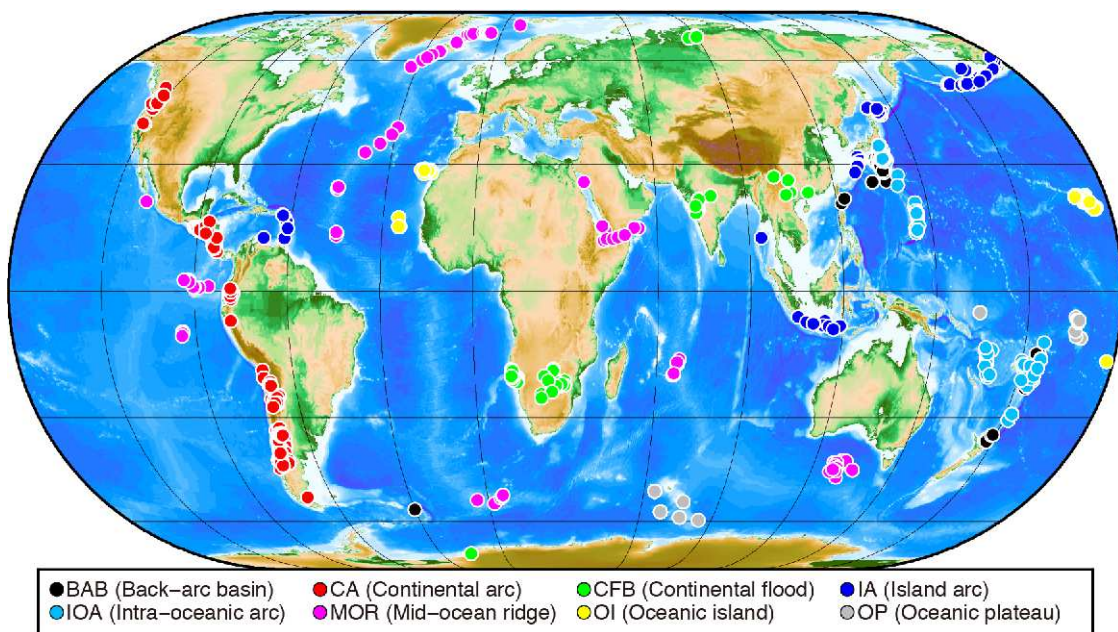 BAB (Back-arc basin) CA (Continental arc) CFB (Continental flood) IA (Island arc)
IOA (Intra-oceanic arc) MOR (Mid-ocean ridge) OI (Oceanic island) OP (Oceanic plateau)